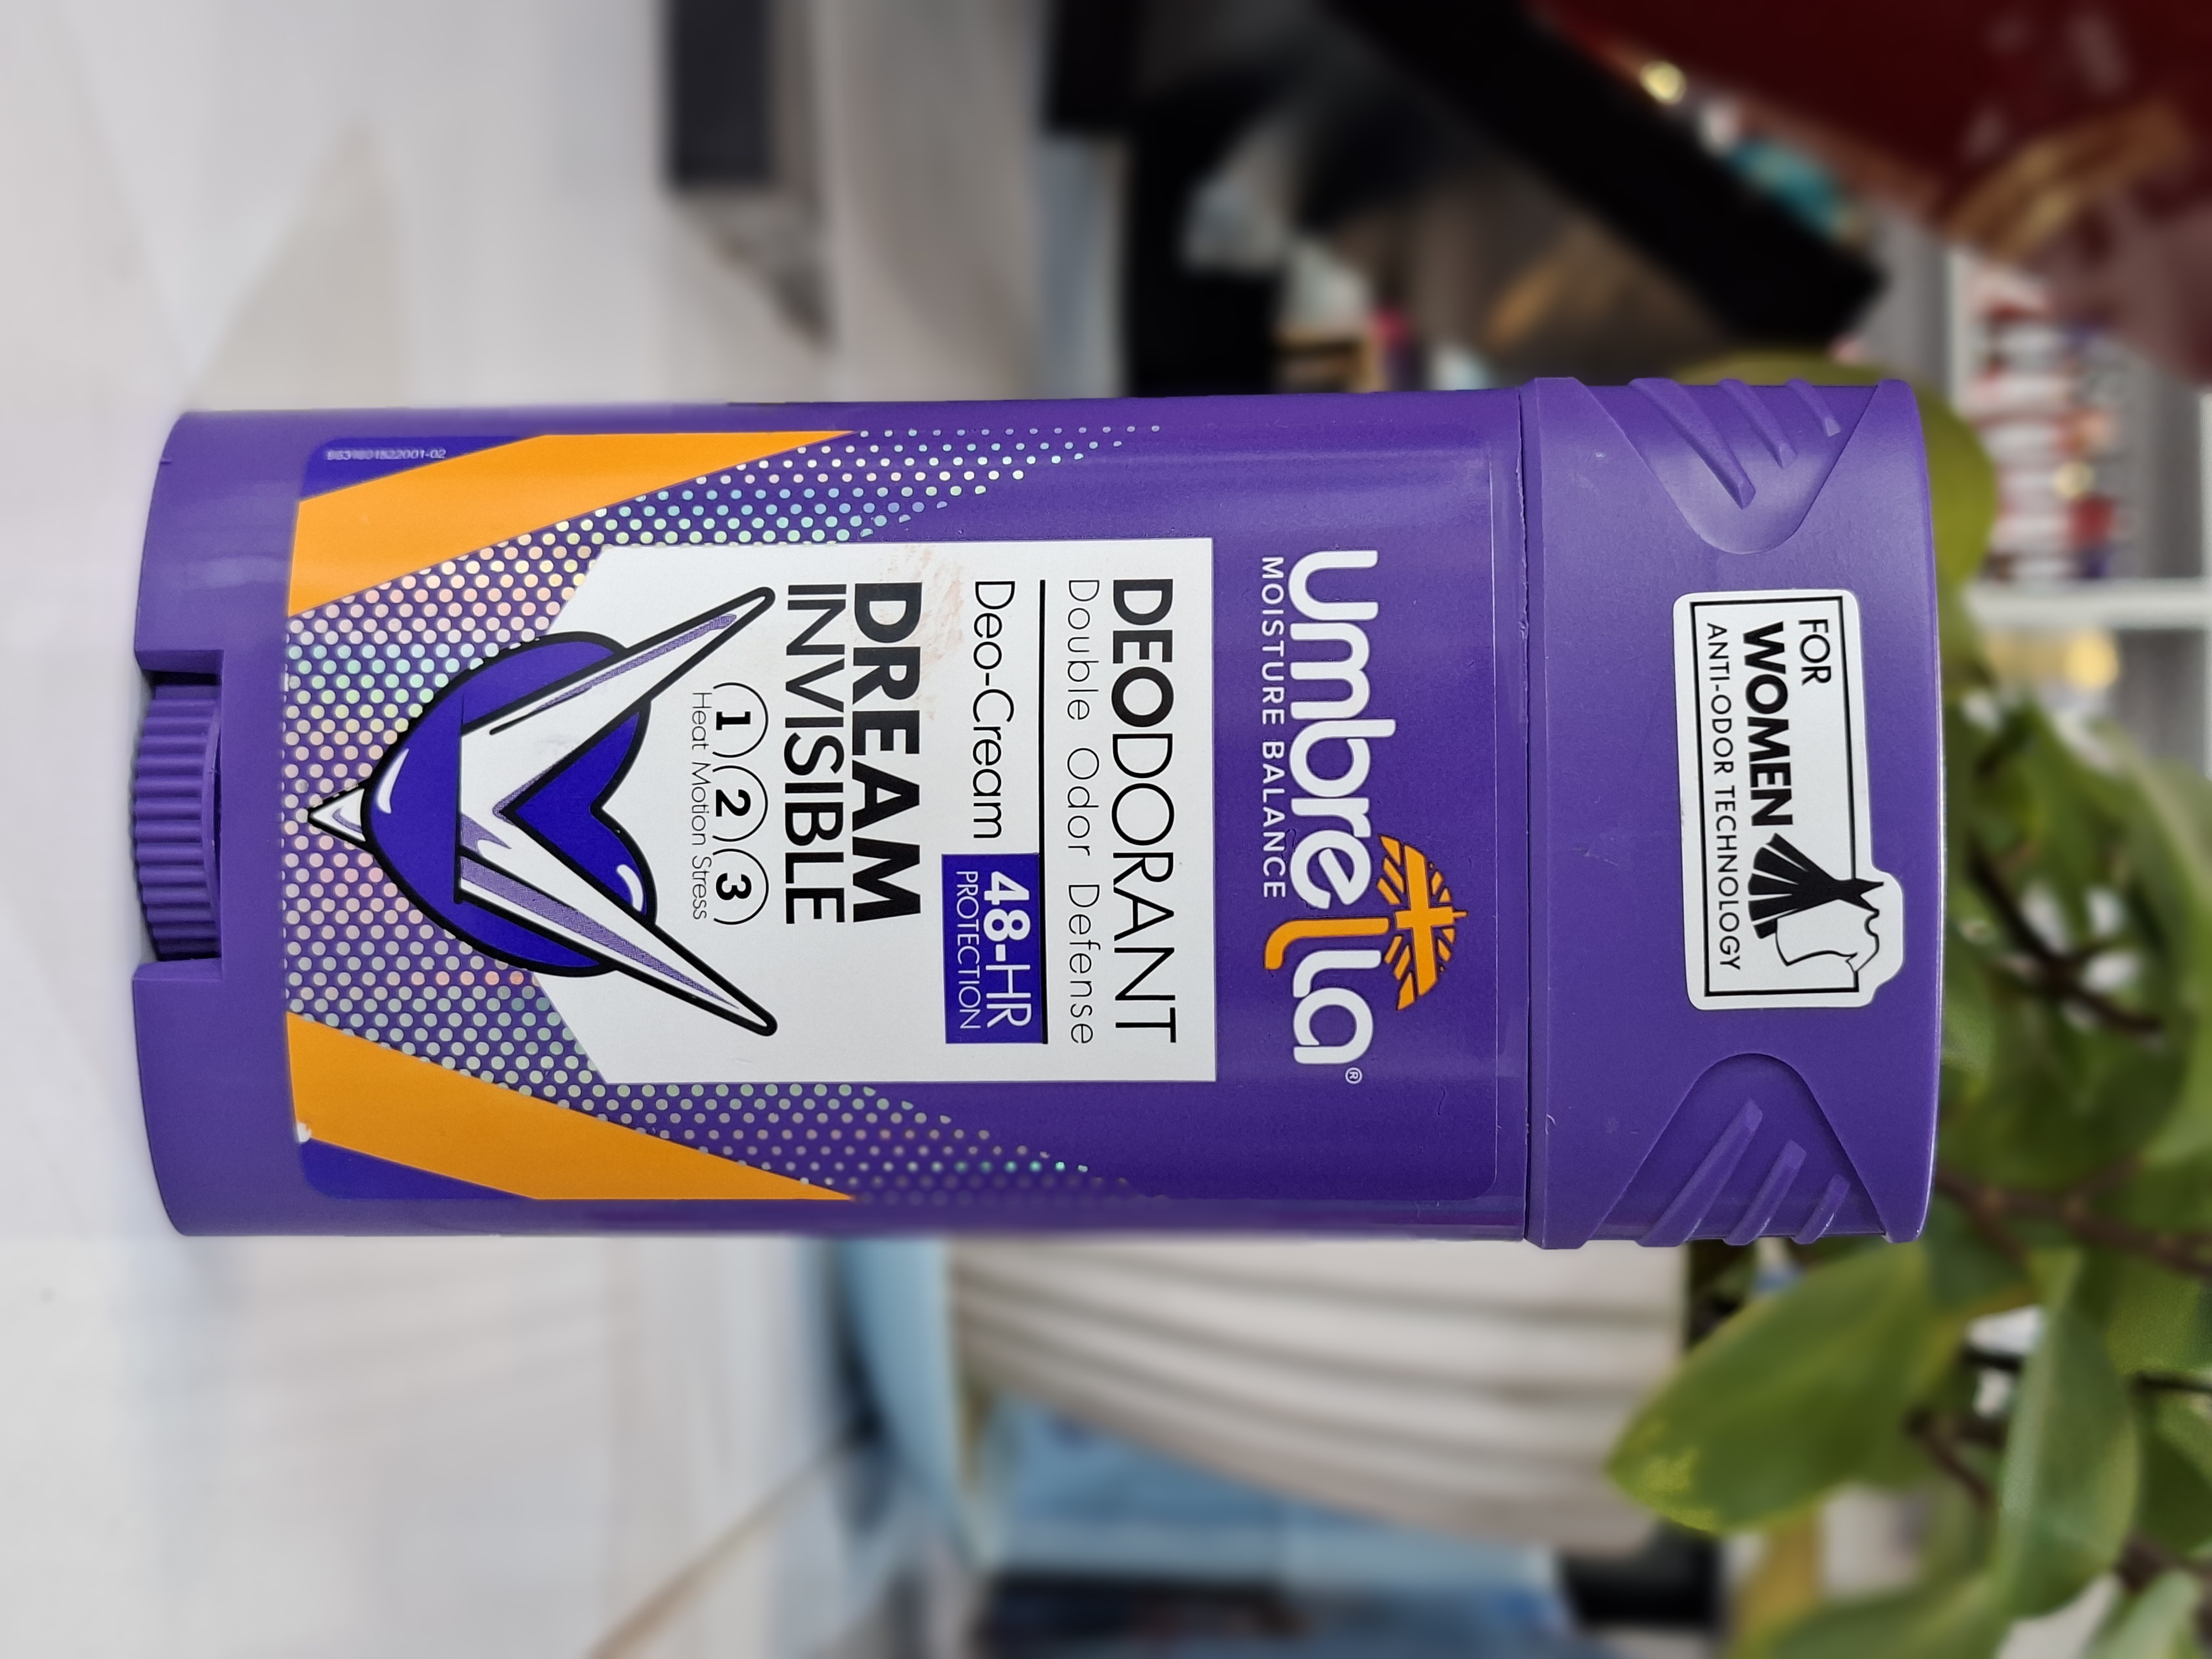 FOR
WOMEN
ANTI-ODOR TECHNOLOGY
Umbrella®
MOISTURE BALANCE
DEODORANT
Double Odor Defense
Deo-Cream
48-HR
PROTECTION
DREAM
INVISIBLE
1 2 3
Heat Motion Stress